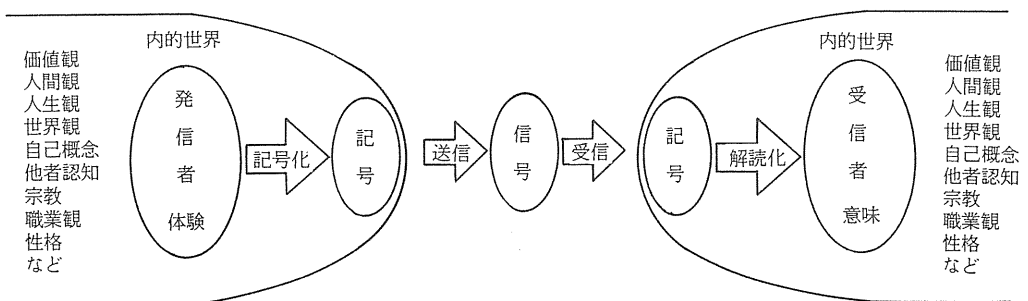 内的世界
価値観
人間観
人生観
世界観
自己概念
他者認知
宗教
職業観
性格
など
発信者
体験
記号化
記号
送信
信号
受信
記号
解読化
内的世界
受信者
意味
価値観
人間観
人生観
世界観
自己概念
他者認知
宗教
職業観
性格
など